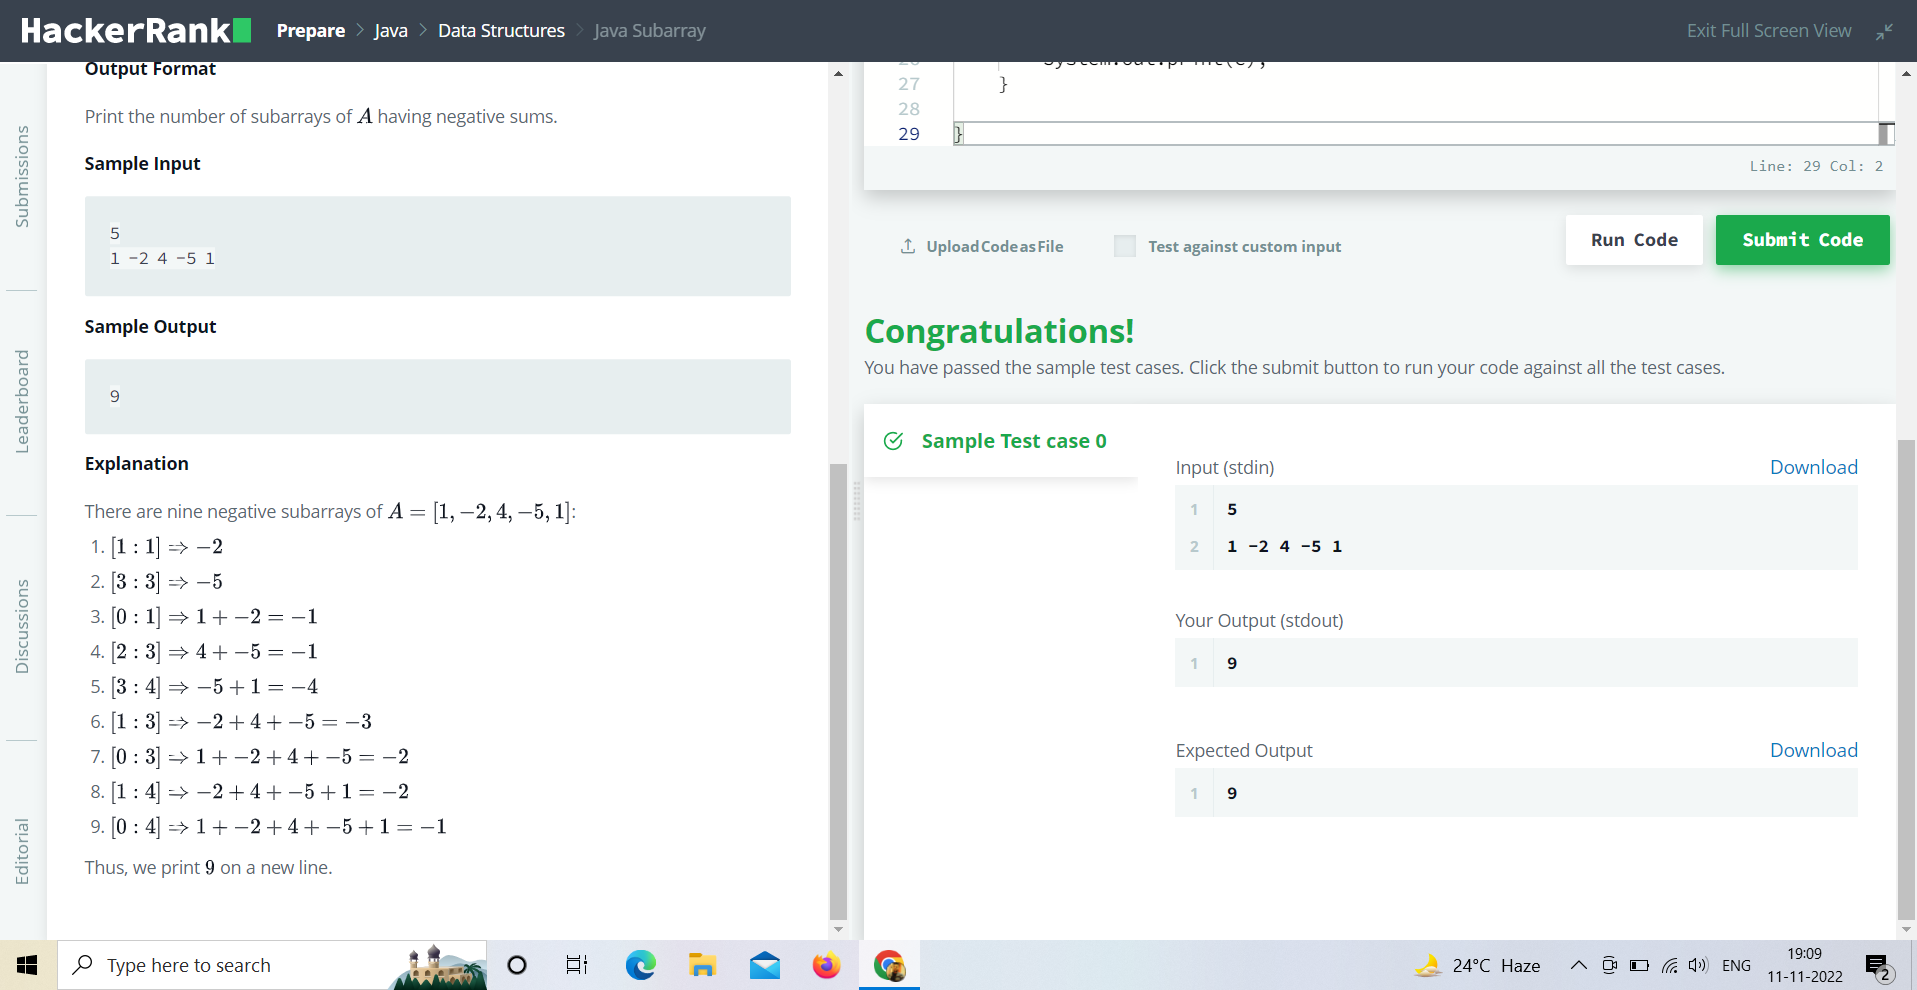 HackerRank
Prepare > Java > Data Structures > Java Subarray
Exit Full Screen View
Submissions
Leaderboard
Discussions
Editorial
Output Format
Print the number of subarrays of A having negative sums.
Sample Input
5
1 -2 4 -5 1
Sample Output
9
Explanation
There are nine negative subarrays of A = [1, −2, 4, −5, 1]:
1. [1 : 1] ⇒ −2
2. [3 : 3] ⇒ −5
3. [0 : 1] ⇒ 1 + −2 = −1
4. [2 : 3] ⇒ 4 + −5 = −1
5. [3 : 4] ⇒ −5 + 1 = −4
6. [1 : 3] ⇒ −2 + 4 + −5 = −3
7. [0 : 3] ⇒ 1 + −2 + 4 + −5 = −2
8. [1 : 4] ⇒ −2 + 4 + −5 + 1 = −2
9. [0 : 4] ⇒ 1 + −2 + 4 + −5 + 1 = −1
Thus, we print 9 on a new line.
27 }
28
29 }
Line: 29 Col: 2
Upload Code as File
Test against custom input
Run Code
Submit Code
Congratulations!
You have passed the sample test cases. Click the submit button to run your code against all the test cases.
Sample Test case 0
Input (stdin)
Download
1 5
2 1 -2 4 -5 1
Your Output (stdout)
1 9
Expected Output
Download
1 9
Type here to search
24°C Haze
ENG
19:09
11-11-2022
2